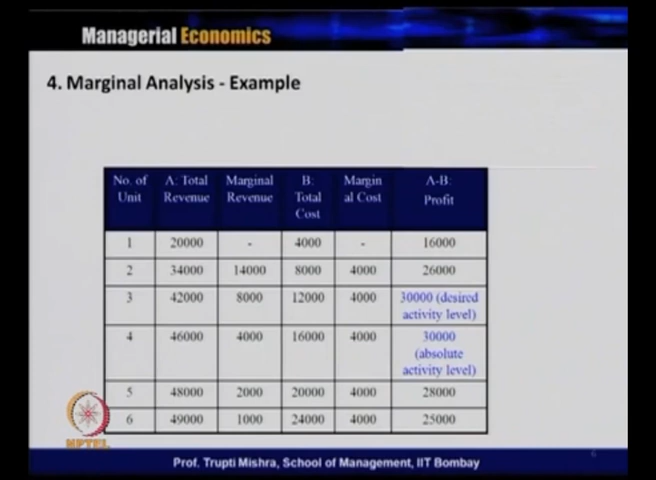 Managerial Economics
4. Marginal Analysis - Example
No. of Unit A: Total Revenue Marginal Revenue B: Total Cost Margin al Cost A-B: Profit
1 20000 - 4000 - 16000
2 34000 14000 8000 4000 26000
3 42000 8000 12000 4000 30000 (desired activity level)
4 46000 4000 16000 4000 30000 (absolute activity level)
5 48000 2000 20000 4000 28000
6 49000 1000 24000 4000 25000
NPTEL
Prof. Trupti Mishra, School of Management, IIT Bombay
6